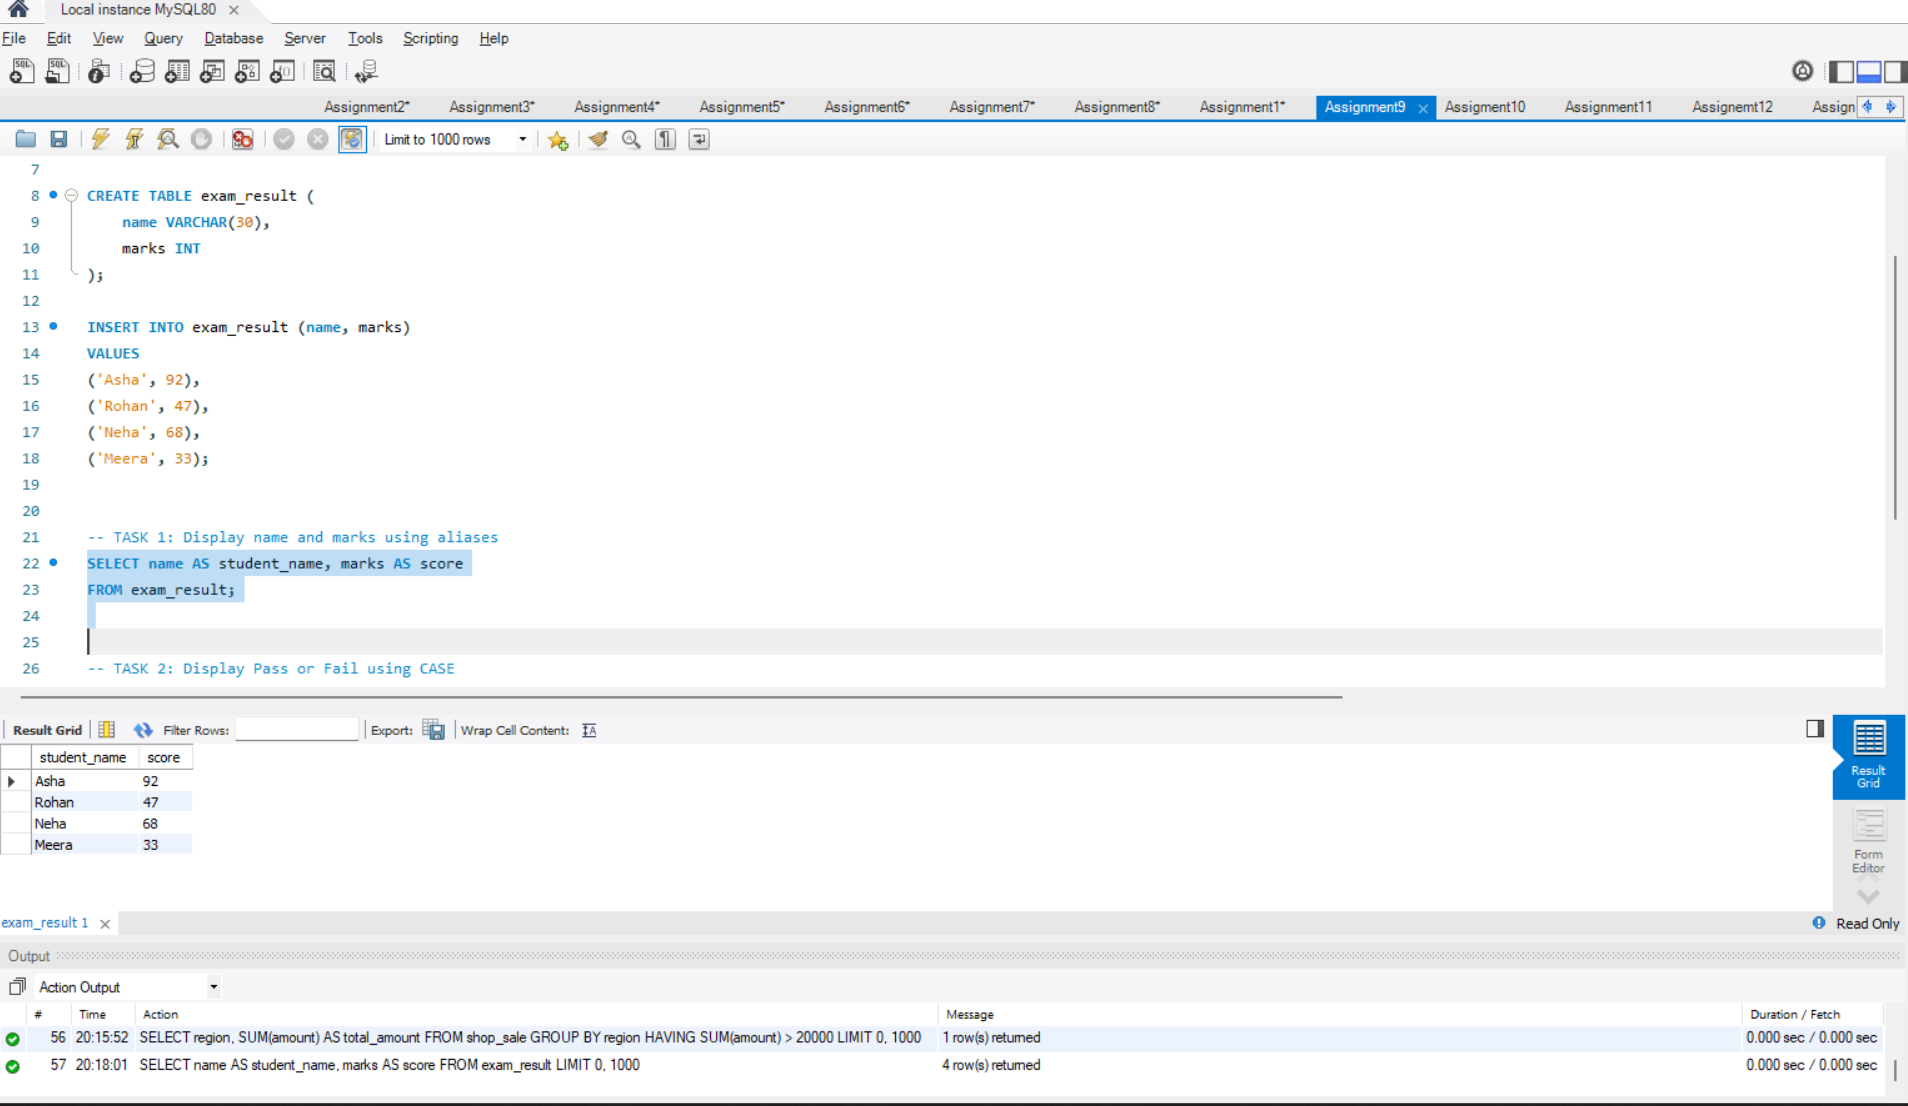 Local instance MySQL80
File Edit View Query Database Server Tools Scripting Help
Assignment2* Assignment3* Assignment4* Assignment5* Assignment6* Assignment7* Assignment8* Assignment1* Assignment9 Assigment10 Assignment11 Assignemt12 Assign
Limit to 1000 rows
7
8 CREATE TABLE exam_result (
9 name VARCHAR(30),
10 marks INT
11 );
12
13 INSERT INTO exam_result (name, marks)
14 VALUES
15 ('Asha', 92),
16 ('Rohan', 47),
17 ('Neha', 68),
18 ('Meera', 33);
19
20
21 -- TASK 1: Display name and marks using aliases
22 SELECT name AS student_name, marks AS score
23 FROM exam_result;
24
25
26 -- TASK 2: Display Pass or Fail using CASE
Result Grid Filter Rows: Export: Wrap Cell Content:
student_name score
Asha 92
Rohan 47
Neha 68
Meera 33
Result
Grid
Form
Editor
exam_result 1 Read Only
Output
Action Output
# Time Action Message Duration / Fetch
56 20:15:52 SELECT region, SUM(amount) AS total_amount FROM shop_sale GROUP BY region HAVING SUM(amount) > 20000 LIMIT 0, 1000 1 row(s) returned 0.000 sec / 0.000 sec
57 20:18:01 SELECT name AS student_name, marks AS score FROM exam_result LIMIT 0, 1000 4 row(s) returned 0.000 sec / 0.000 sec